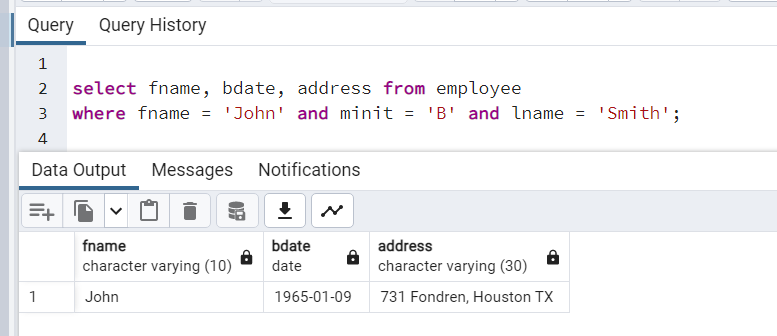 Query Query History
1
2 select fname, bdate, address from employee
3 where fname = 'John' and minit = 'B' and lname = 'Smith';
4
Data Output Messages Notifications
fname bdate address
character varying (10) date character varying (30)
1 John 1965-01-09 731 Fondren, Houston TX